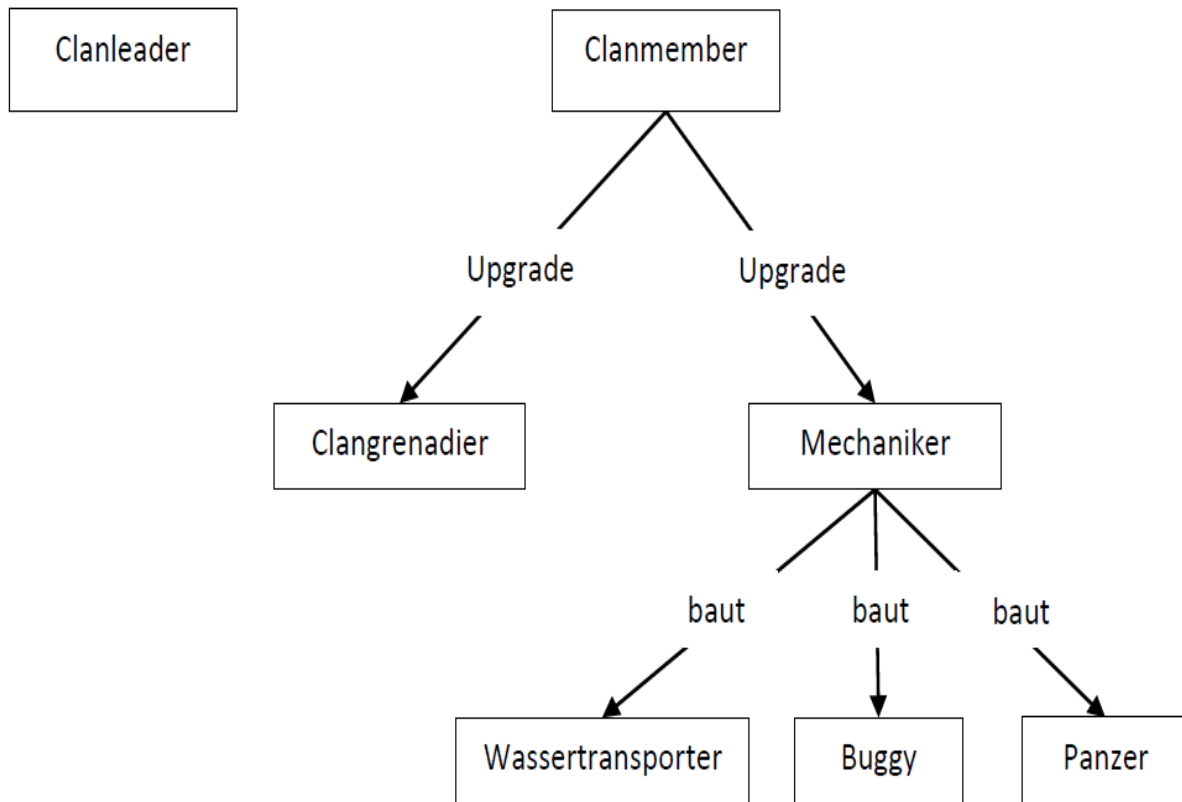 Clanleader
Clanmember
Upgrade
Upgrade
Clangrenadier
Mechaniker
baut
baut
baut
Wassertransporter
Buggy
Panzer